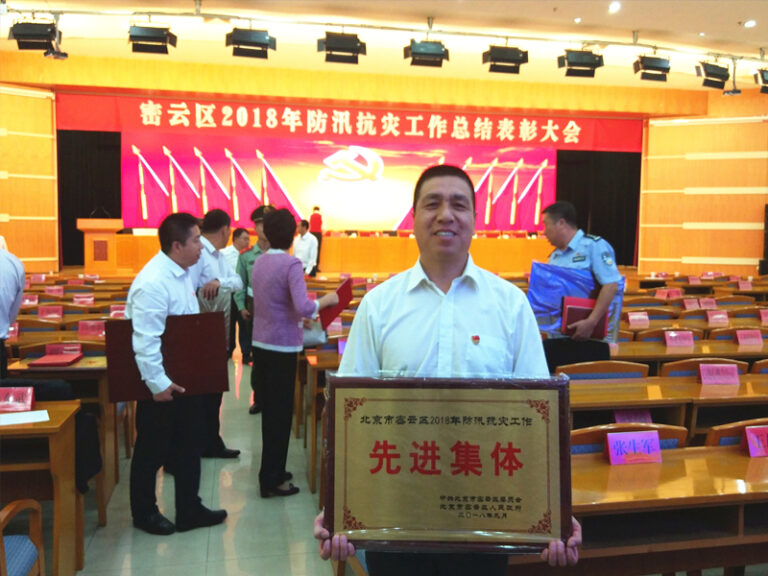 密云区2018年防汛抗灾工作总结表彰大会
北京市密云区2018年防汛抗灾工作
先进集体
中共北京市密云区委员会
北京市密云区人民政府
二〇一八年九月
张生军